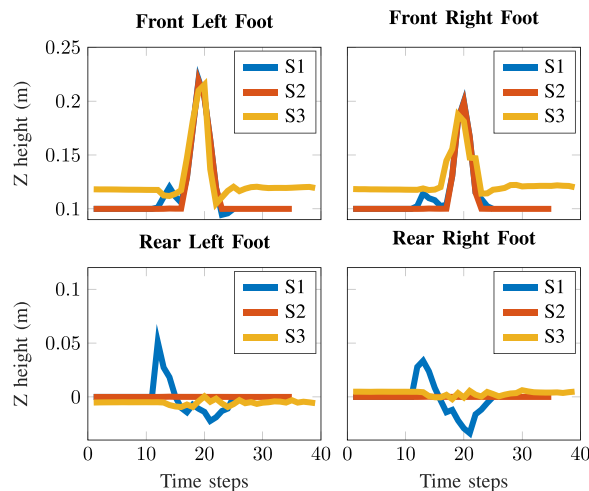 Front Left Foot
Front Right Foot
Z height (m)
0.25
0.2
0.15
0.1
S1
S2
S3
S1
S2
S3
Rear Left Foot
Rear Right Foot
Z height (m)
0.1
0.05
0
S1
S2
S3
S1
S2
S3
0 10 20 30 40
0 10 20 30 40
Time steps
Time steps